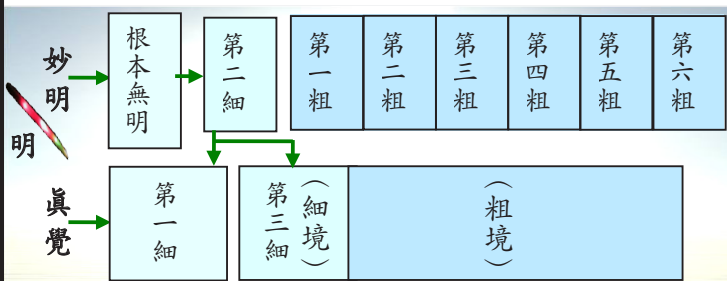 妙明
根本無明
第二細
第一粗
第二粗
第三粗
第四粗
第五粗
第六粗
明
眞覺
第一細
第三細
（細境）
（粗境）